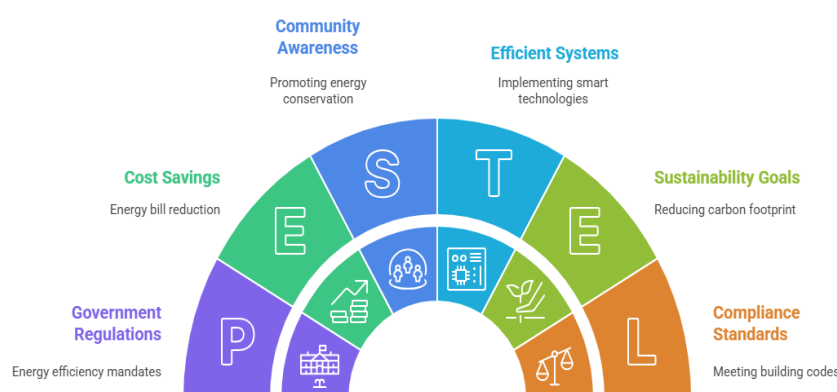 Community
Awareness
Promoting energy
conservation
Efficient Systems
Implementing smart
technologies
Cost Savings
Energy bill reduction
Sustainability Goals
Reducing carbon footprint
Government
Regulations
Energy efficiency mandates
Compliance
Standards
Meeting building codes
P
E
S
T
E
L